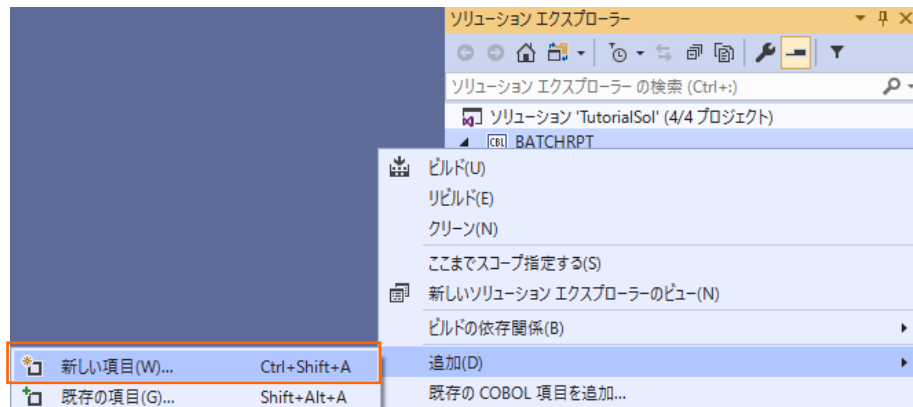 ソリューション エクスプローラー
ソリューション エクスプローラー の検索 (Ctrl+:)
ソリューション 'TutorialSol' (4/4 プロジェクト)
CBL BATCHRPT
ビルド(U)
リビルド(E)
クリーン(N)
ここまでスコープ指定する(S)
新しいソリューション エクスプローラーのビュー(N)
ビルドの依存関係(B)
追加(D)
既存の COBOL 項目を追加...
新しい項目(W)... Ctrl+Shift+A
既存の項目(G)... Shift+Alt+A